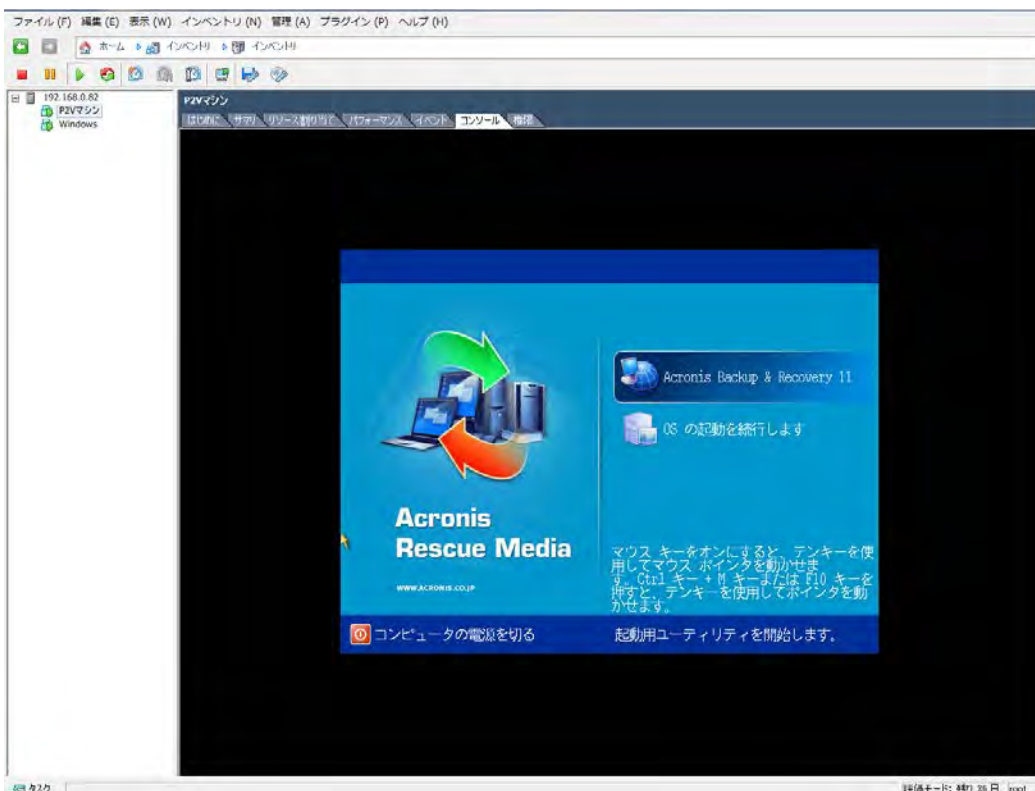 ファイル(F) 編集(E) 表示(W) インベントリ(N) 管理(A) プラグイン(P) ヘルプ(H)
ホーム インベントリ インベントリ
192.168.0.82
P2Vマシン
Windows
P2Vマシン
はじめに サマリ リソース割り当て パフォーマンス イベント コンソール 権限
Acronis Backup & Recovery 11
OS の起動を続行します
Acronis
Rescue Media
WWW.ACRONIS.CO.JP
マウス キーをオンにすると、テンキーを使
用してマウス ポインタを動かせま
す。Ctrl キー + M キーまたは F10 キーを
押すと、テンキーを使用してポインタを動
かせます。
コンピュータの電源を切る
起動用ユーティリティを開始します。
タスク
評価モード: 残り 日 root